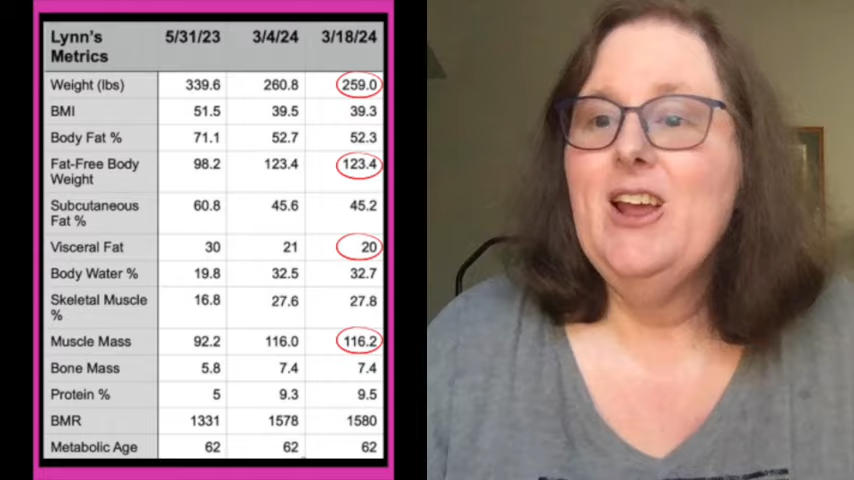 Lynn's 5/31/23 3/4/24 3/18/24
Metrics
Weight (lbs) 339.6 260.8 259.0
BMI 51.5 39.5 39.3
Body Fat % 71.1 52.7 52.3
Fat-Free Body 98.2 123.4 123.4
Weight
Subcutaneous 60.8 45.6 45.2
Fat %
Visceral Fat 30 21 20
Body Water % 19.8 32.5 32.7
Skeletal Muscle 16.8 27.6 27.8
%
Muscle Mass 92.2 116.0 116.2
Bone Mass 5.8 7.4 7.4
Protein % 5 9.3 9.5
BMR 1331 1578 1580
Metabolic Age 62 62 62